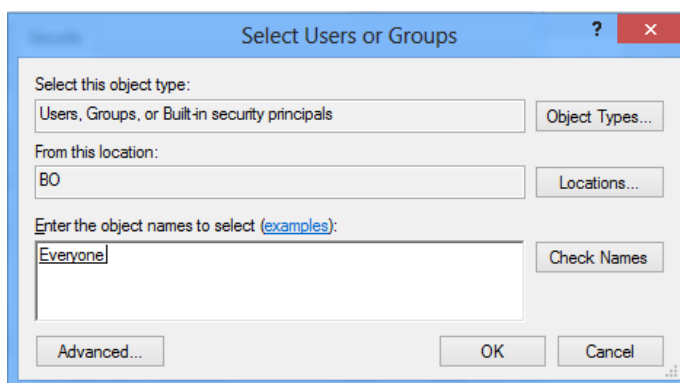 Select Users or Groups
?
Select this object type:
Users, Groups, or Built-in security principals
Object Types...
From this location:
BO
Locations...
Enter the object names to select (examples):
Everyone
Check Names
Advanced...
OK
Cancel